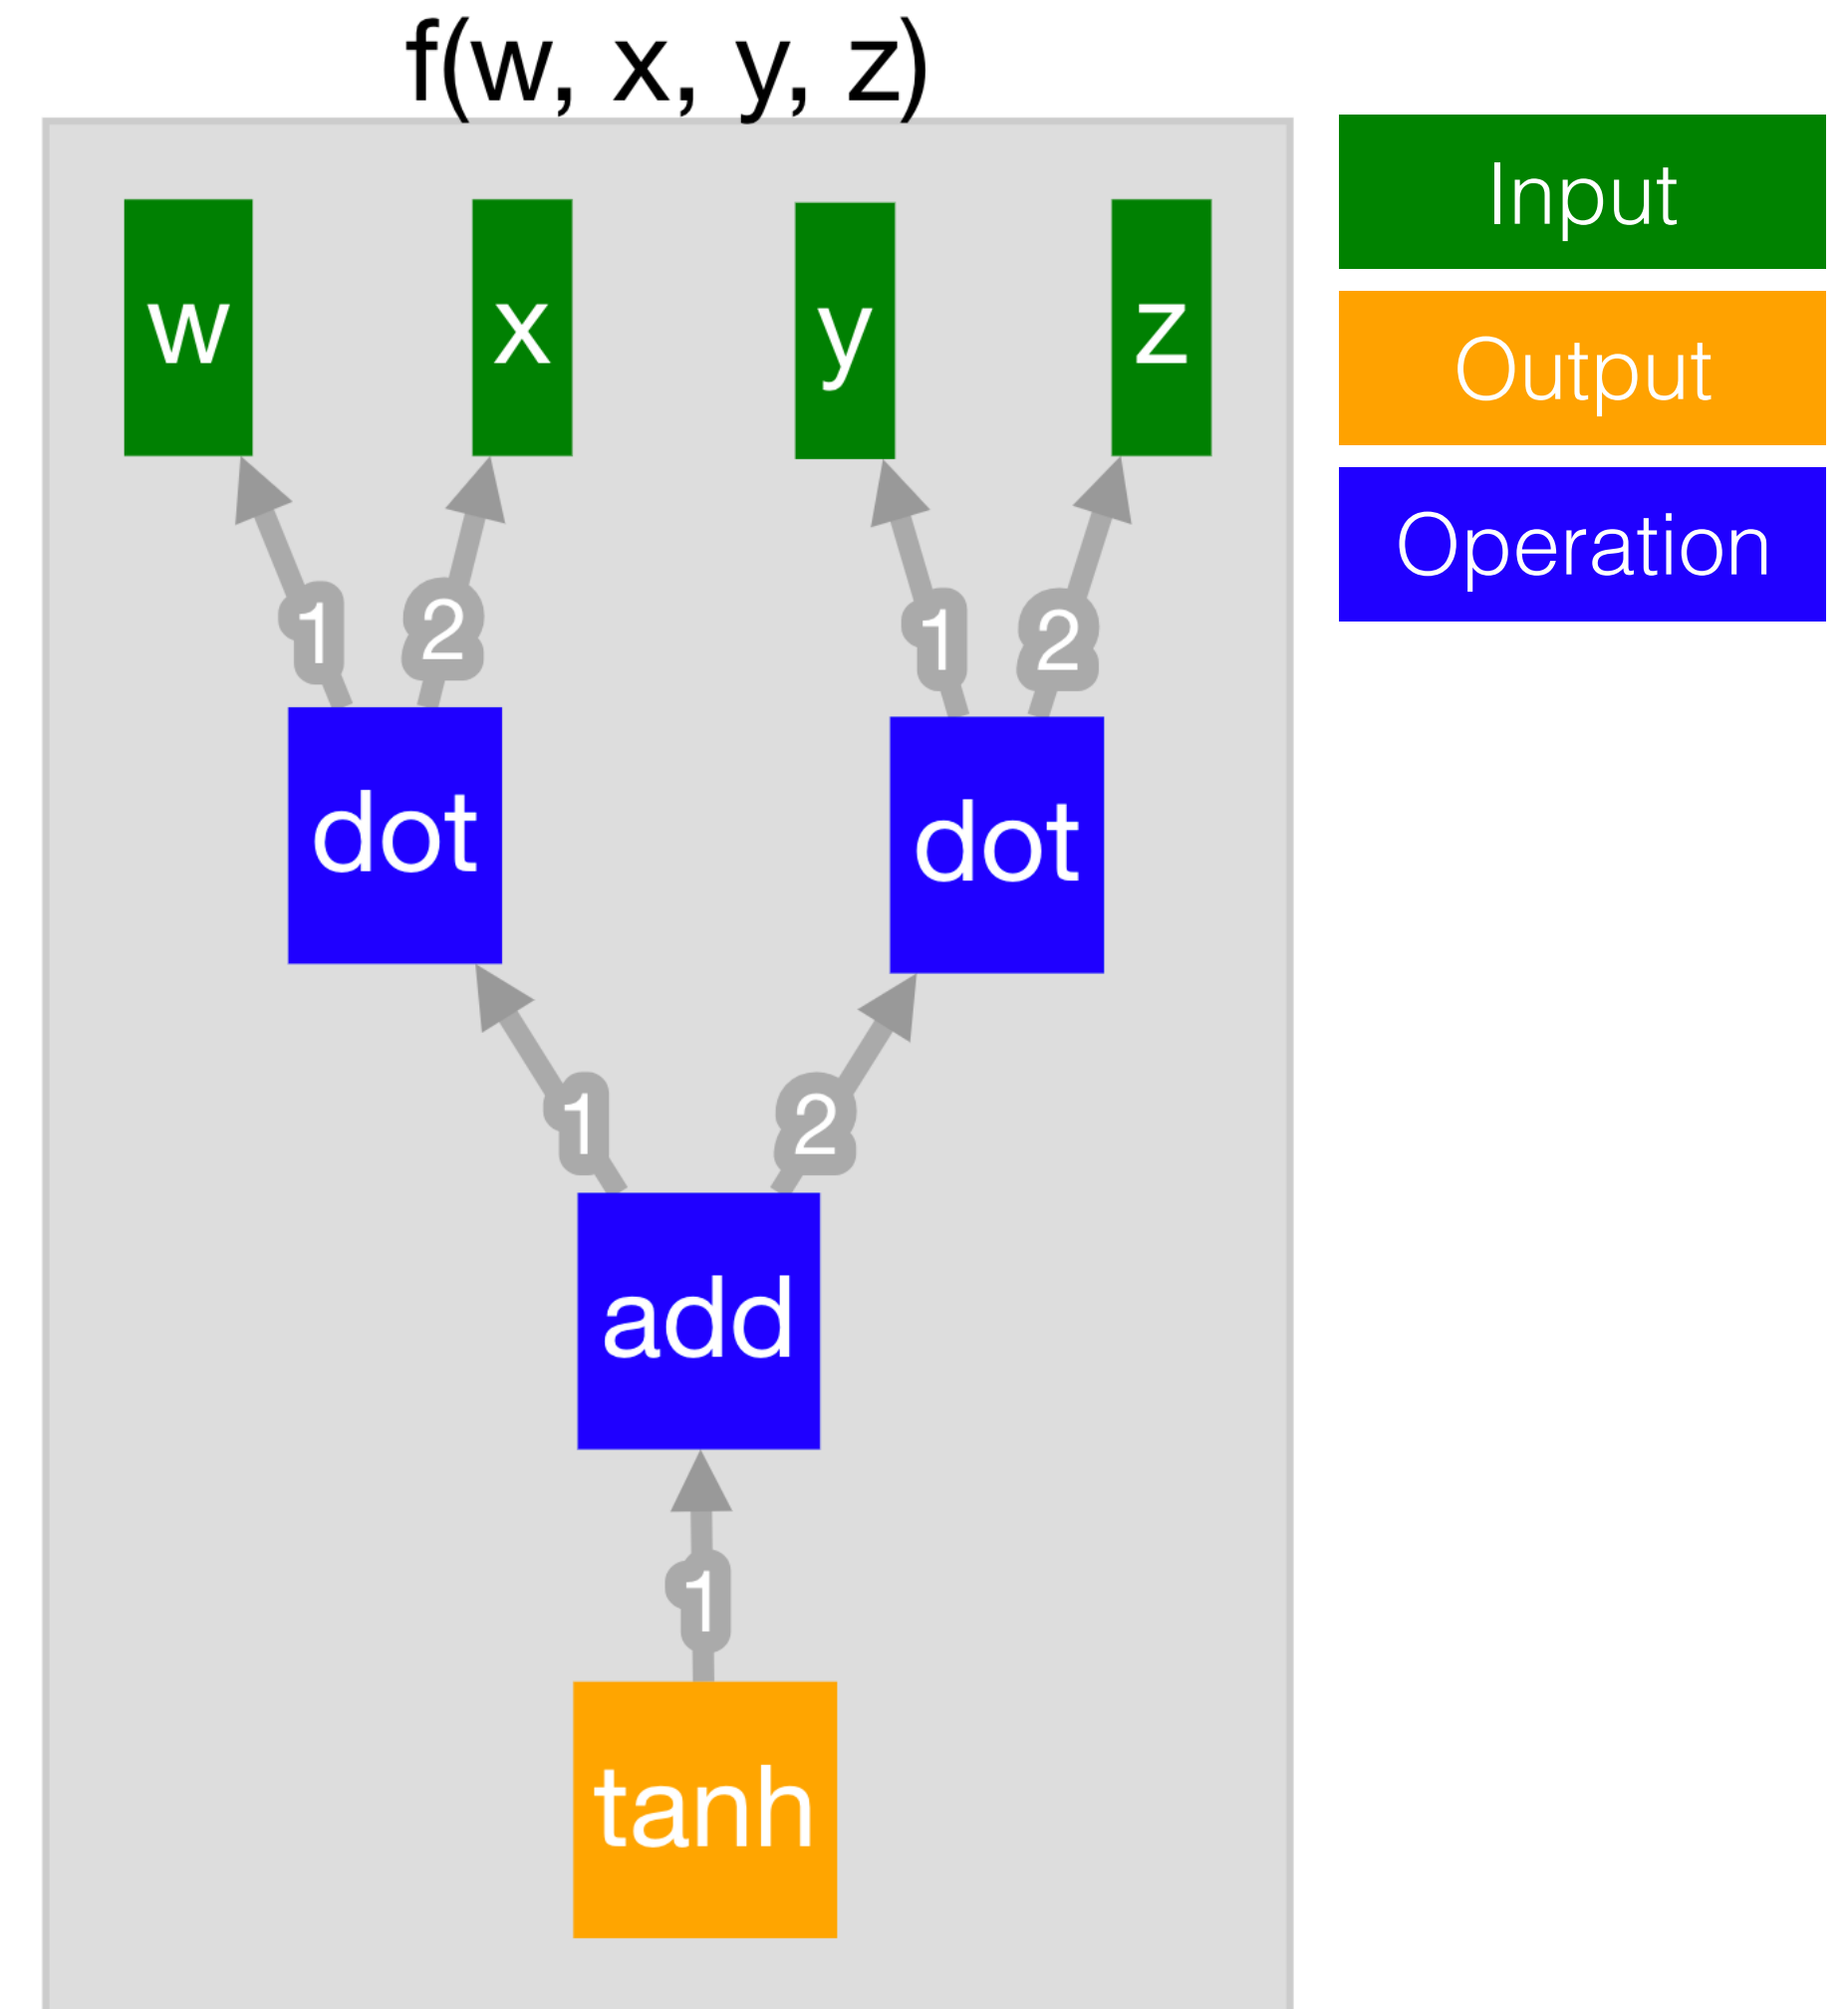 f(w, x, y, z)
w x y z
Input
Output
Operation
1 2 1 2
dot dot
1 2
add
1
tanh